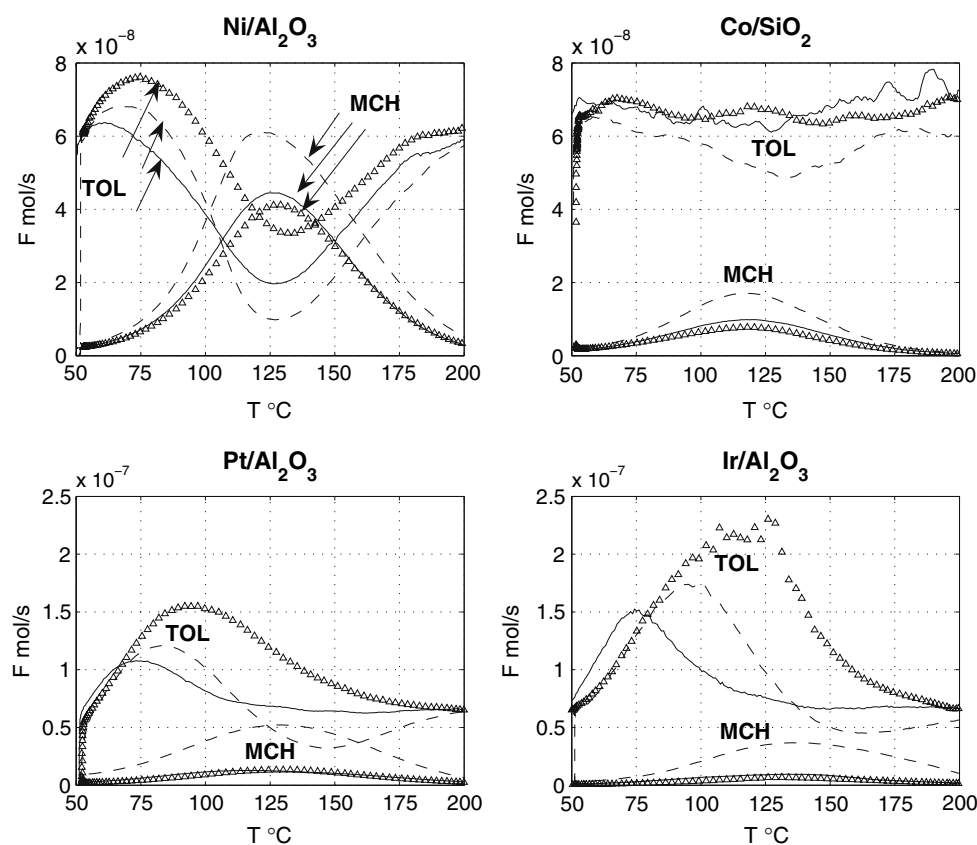 Ni/Al₂O₃
x 10⁻⁸
8
6
4
2
0
F mol/s
TOL
MCH
50 75 100 125 150 175 200
T °C
Co/SiO₂
x 10⁻⁸
8
6
4
2
0
F mol/s
TOL
MCH
50 75 100 125 150 175 200
T °C
Pt/Al₂O₃
x 10⁻⁷
2.5
2
1.5
1
0.5
0
F mol/s
TOL
MCH
50 75 100 125 150 175 200
T °C
Ir/Al₂O₃
x 10⁻⁷
2.5
2
1.5
1
0.5
0
F mol/s
TOL
MCH
50 75 100 125 150 175 200
T °C